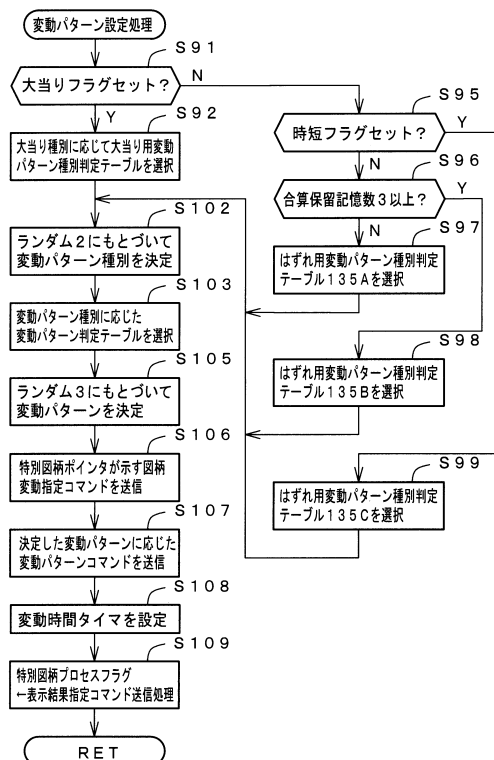 変動パターン設定処理
S91
大当りフラグセット?
N
Y
S92
大当り種別に応じて大当り用変動
パターン種別判定テーブルを選択
S95
時短フラグセット?
Y
N
S96
合算保留記憶数3以上?
Y
N
S97
はずれ用変動パターン種別判定
テーブル135Aを選択
S98
はずれ用変動パターン種別判定
テーブル135Bを選択
S99
はずれ用変動パターン種別判定
テーブル135Cを選択
S102
ランダム2にもとづいて
変動パターン種別を決定
S103
変動パターン種別に応じた
変動パターン判定テーブルを選択
S105
ランダム3にもとづいて
変動パターンを決定
S106
特別図柄ポインタが示す図柄
変動指定コマンドを送信
S107
決定した変動パターンに応じた
変動パターンコマンドを送信
S108
変動時間タイマを設定
S109
特別図柄プロセスフラグ
←表示結果指定コマンド送信処理
RET